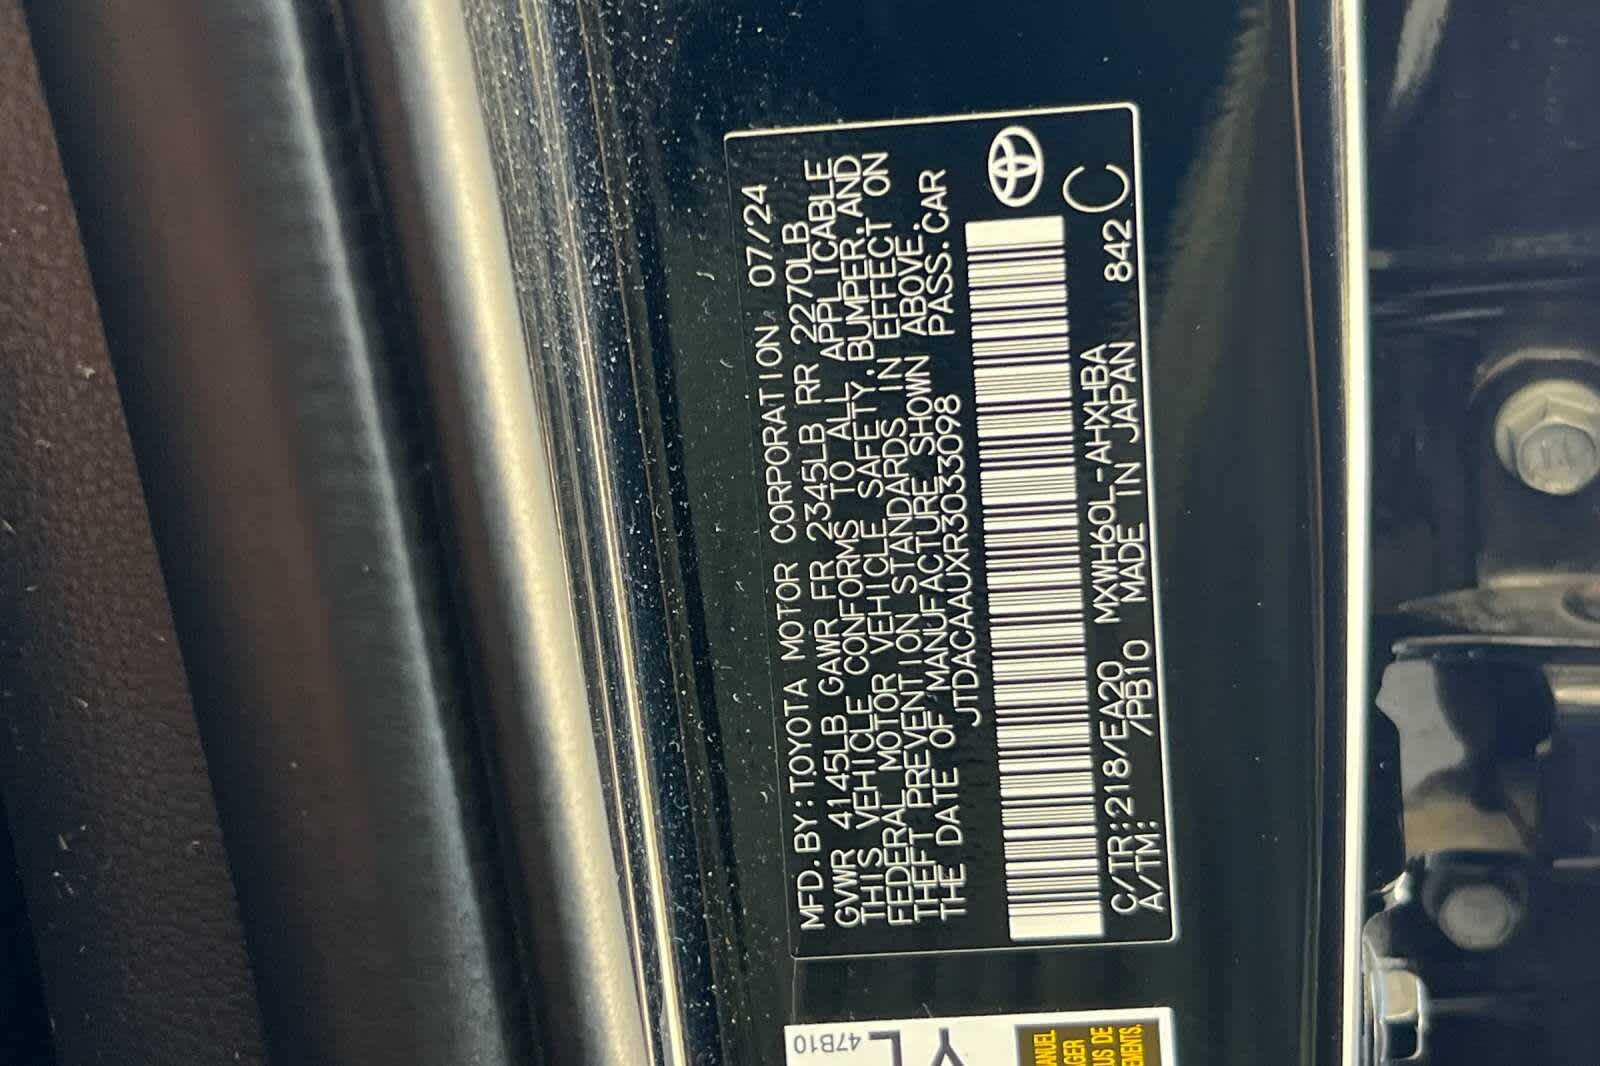 MFD.BY:TOYOTA MOTOR CORPORATION 07/24
GVWR 4145LB GAWR FR 2345LB RR 2270LB
THIS VEHICLE CONFORMS TO ALL APPLICABLE
FEDERAL MOTOR VEHICLE SAFETY,BUMPER,AND
THEFT PREVENTION STANDARDS IN EFFECT ON
THE DATE OF MANUFACTURE SHOWN ABOVE.
JTDACAAUXR3033098 PASS.CAR
C/TR:218/EA20 MXWH60L-AHXHBA 842 C
A/TM: /PB10 MADE IN JAPAN
47B10
YL